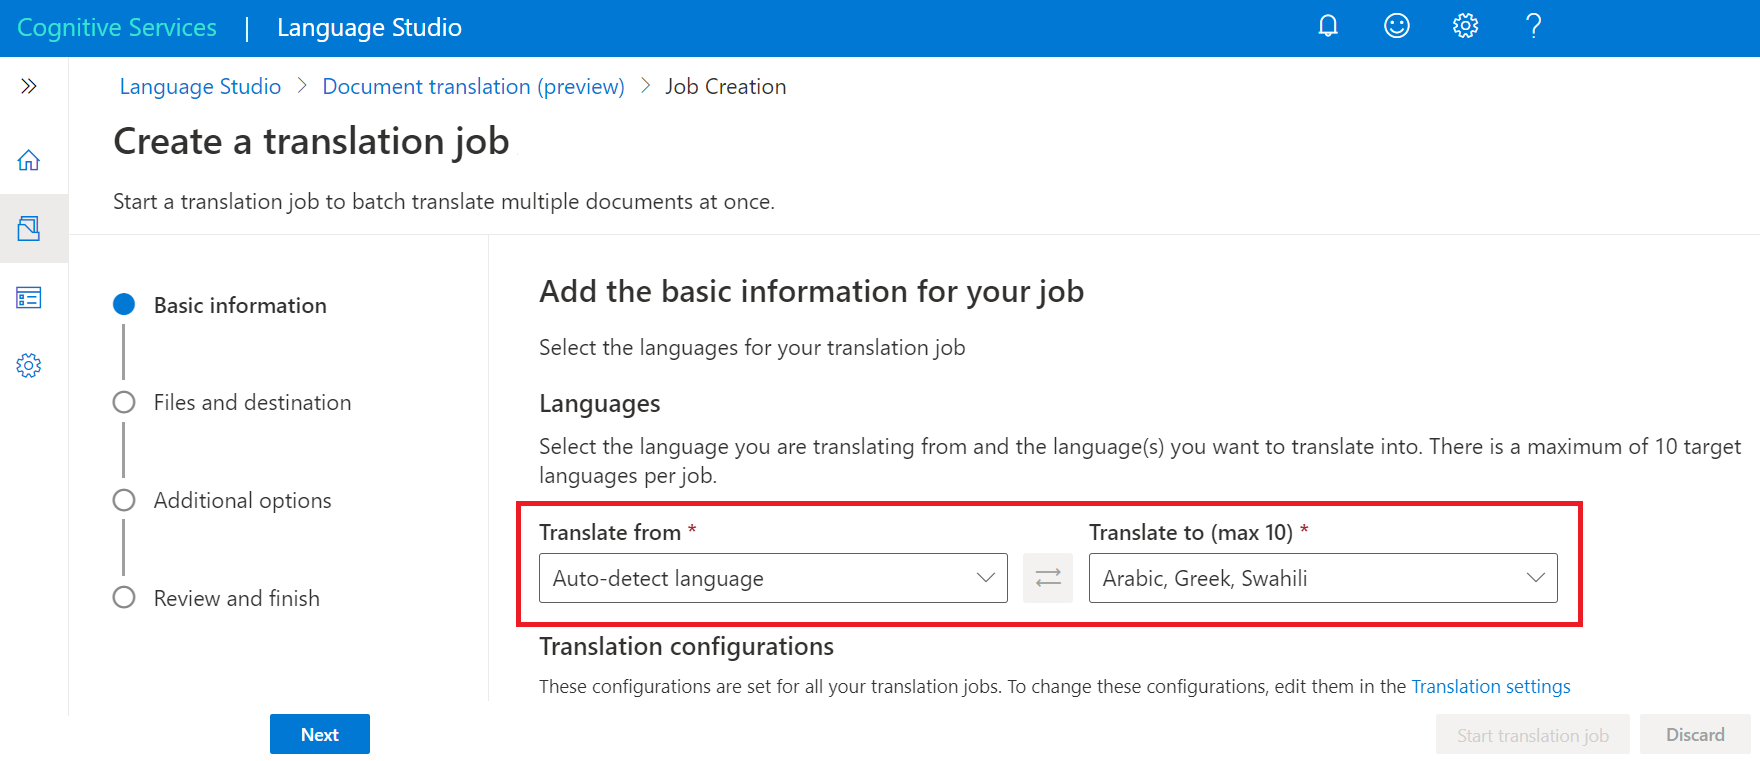 Cognitive Services | Language Studio
Language Studio > Document translation (preview) > Job Creation
Create a translation job
Start a translation job to batch translate multiple documents at once.
Basic information
Files and destination
Additional options
Review and finish
Add the basic information for your job
Select the languages for your translation job
Languages
Select the language you are translating from and the language(s) you want to translate into. There is a maximum of 10 target
languages per job.
Translate from *
Auto-detect language
Translate to (max 10) *
Arabic, Greek, Swahili
Translation configurations
These configurations are set for all your translation jobs. To change these configurations, edit them in the Translation settings
Next
Start translation job
Discard